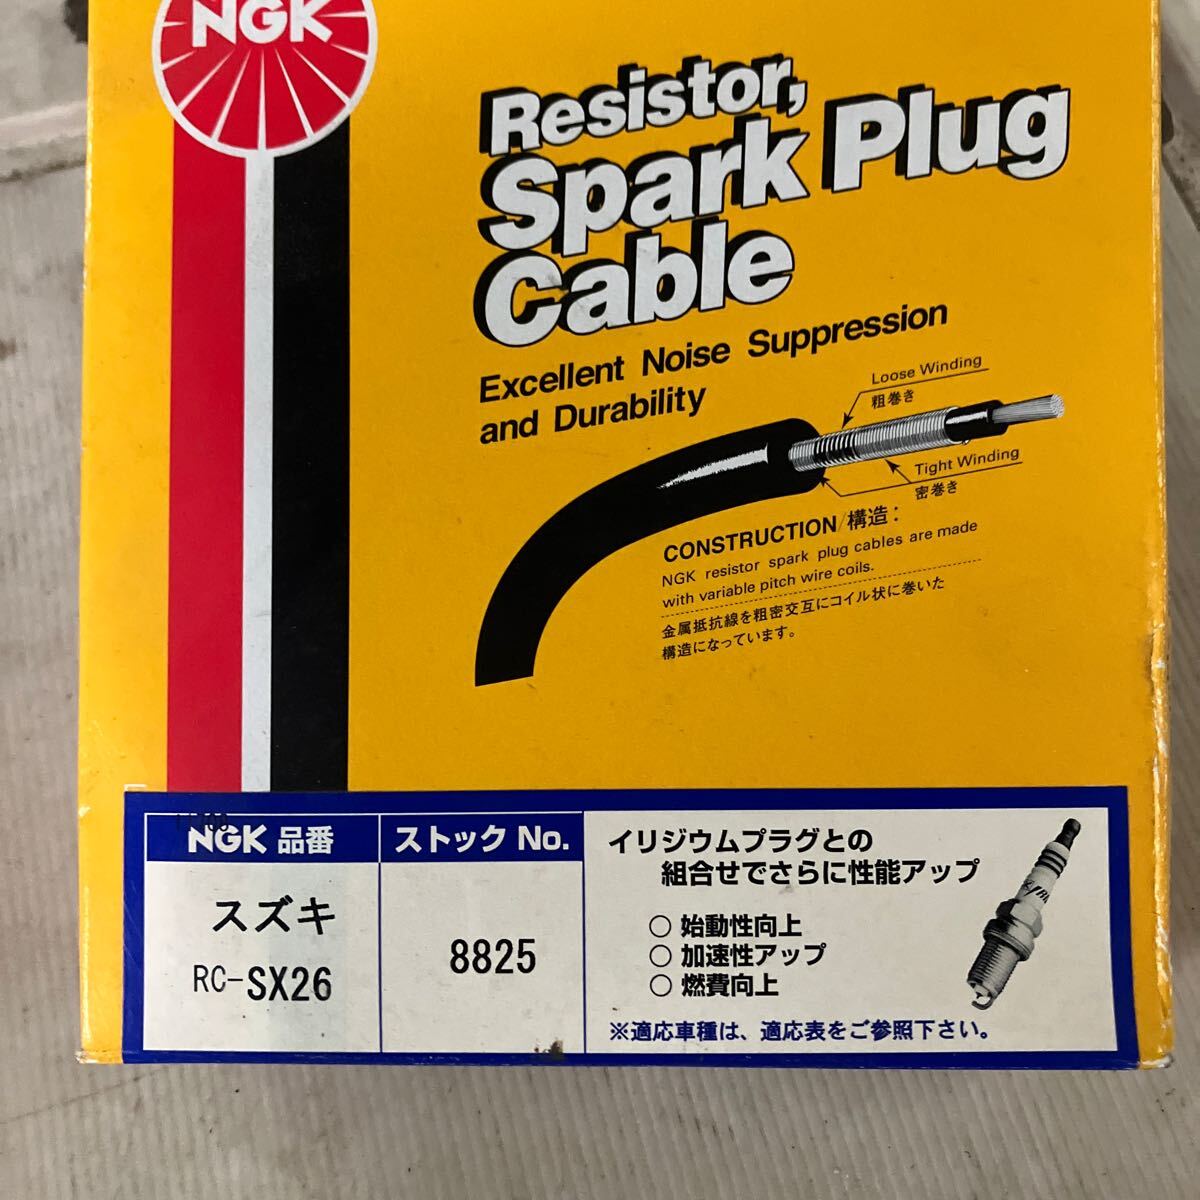 NGK
Resistor,
Spark Plug
Cable
Excellent Noise Suppression
and Durability
Loose Winding
粗巻き
Tight Winding
密巻き
CONSTRUCTION/構造:
NGK resistor spark plug cables are made
with variable pitch wire coils.
金属抵抗線を粗密交互にコイル状に巻いた
構造になっています。
NGK 品番
ストック No.
スズキ
RC-SX26
8825
イリジウムプラグとの
組合せでさらに性能アップ
○ 始動性向上
○ 加速性アップ
○ 燃費向上
※適応車種は、適応表をご参照下さい。